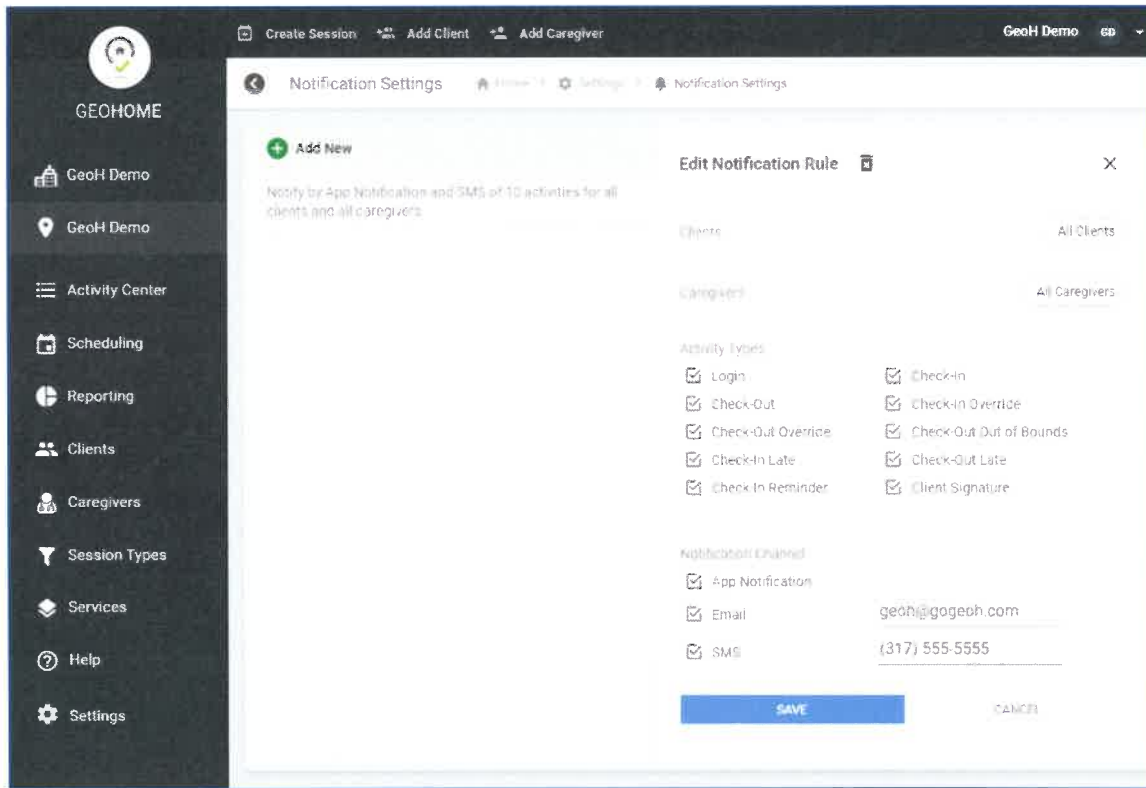 Create Session Add Client Add Caregiver GeoH Demo GD
GEOHOME
Notification Settings Home Settings Notification Settings
GeoH Demo
GeoH Demo
Activity Center
Scheduling
Reporting
Clients
Caregivers
Session Types
Services
Help
Settings
Add New
Notify by App Notification and SMS of 10 activities for all
clients and all caregivers
Edit Notification Rule
Clients All Clients
Caregivers All Caregivers
Activity Types
Login Check-In
Check-Out Check-In Override
Check-Out Override Check-Out Out of Bounds
Check-In Late Check-Out Late
Check-In Reminder Client Signature
Notification Channel
App Notification
Email geoh@gogeoh.com
SMS (317) 555-5555
SAVE CANCEL